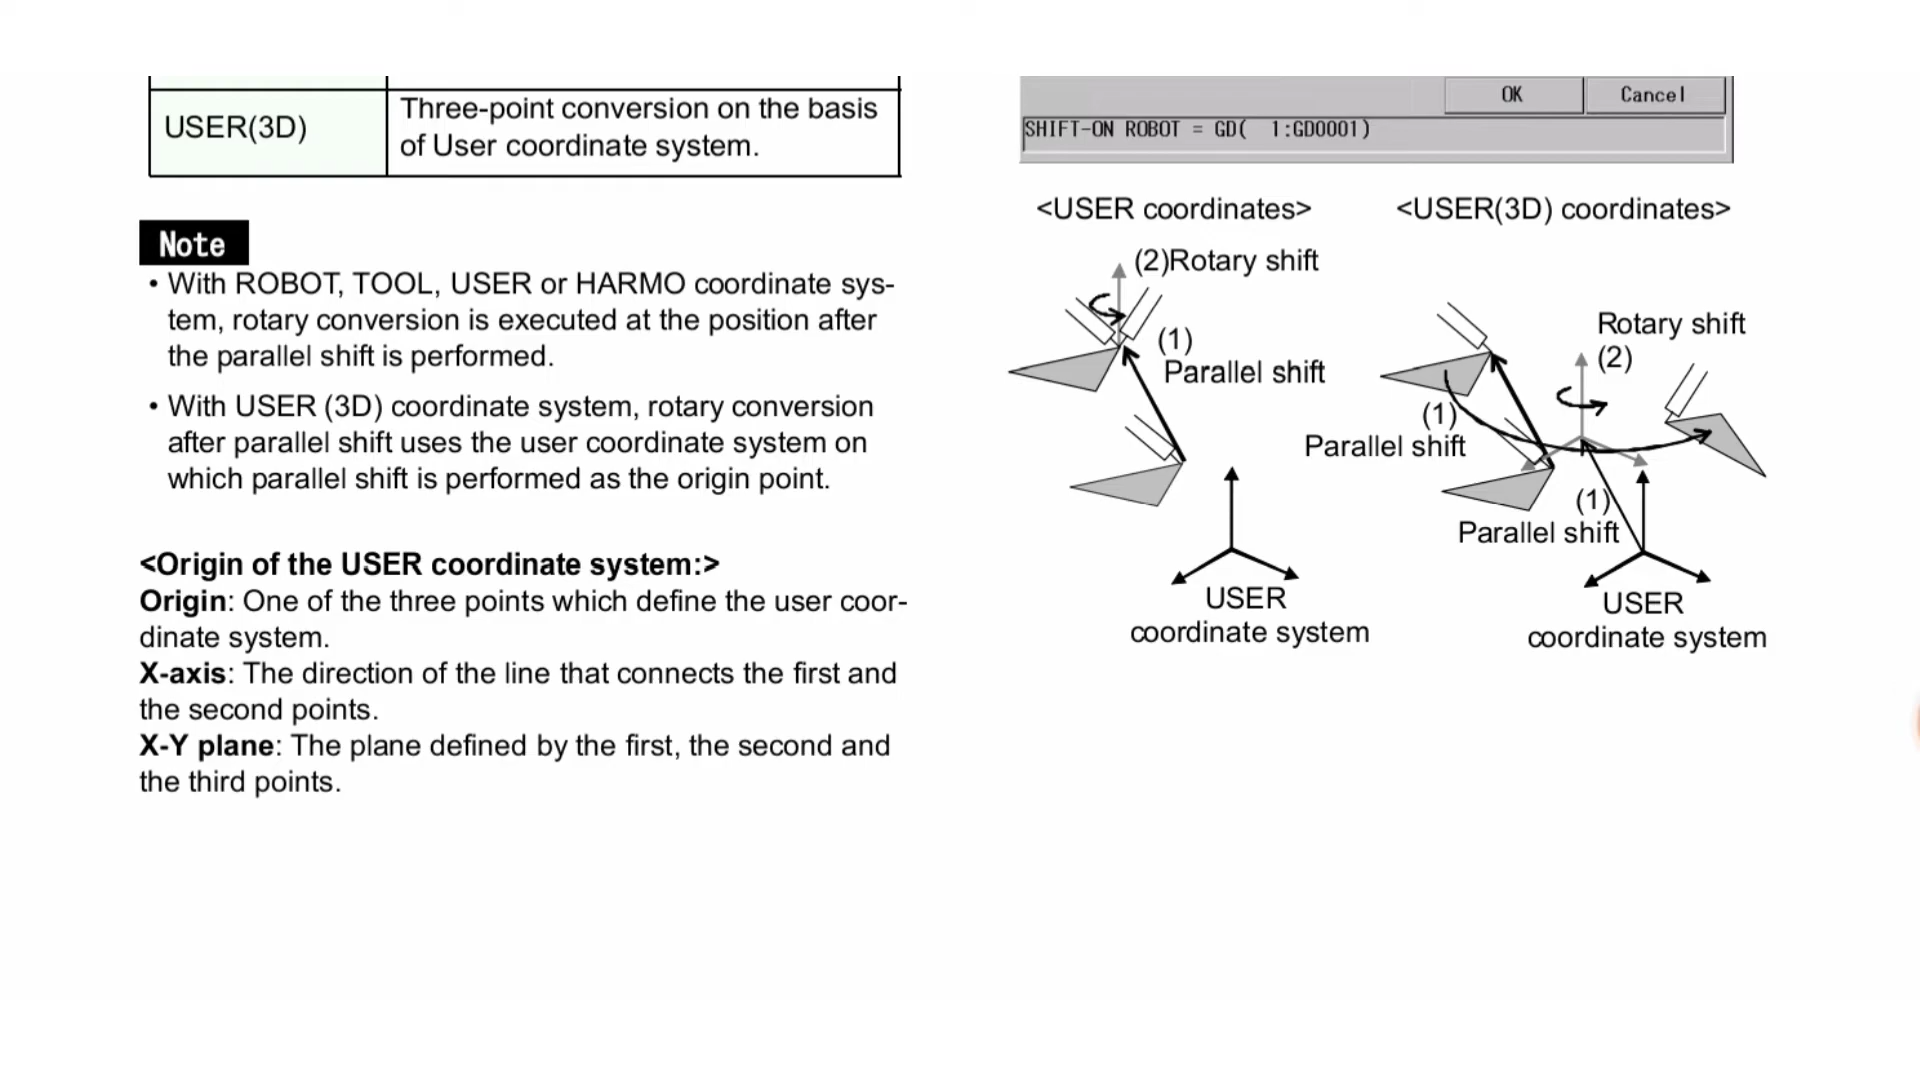 USER(3D)
Three-point conversion on the basis
of User coordinate system.
Note
• With ROBOT, TOOL, USER or HARMO coordinate sys-
tem, rotary conversion is executed at the position after
the parallel shift is performed.
• With USER (3D) coordinate system, rotary conversion
after parallel shift uses the user coordinate system on
which parallel shift is performed as the origin point.
<Origin of the USER coordinate system:>
Origin: One of the three points which define the user coor-
dinate system.
X-axis: The direction of the line that connects the first and
the second points.
X-Y plane: The plane defined by the first, the second and
the third points.
OK
Cancel
SHIFT-ON ROBOT = GD(  1:GD0001)
<USER coordinates>
(2)Rotary shift
(1)
Parallel shift
USER
coordinate system
<USER(3D) coordinates>
Rotary shift
(2)
(1)
Parallel shift
(1)
Parallel shift
USER
coordinate system